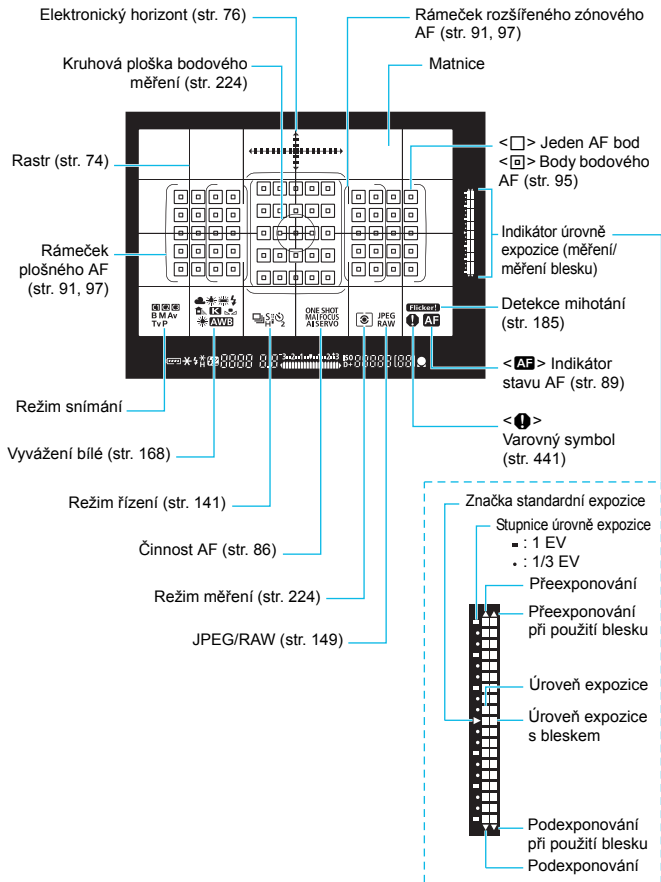 Elektronický horizont (str. 76)
Rámeček rozšířeného zónového
AF (str. 91, 97)
Kruhová ploška bodového
měření (str. 224)
Matnice
<□> Jeden AF bod
<▫> Body bodového
AF (str. 95)
Rastr (str. 74)
Indikátor úrovně
expozice (měření/
měření blesku)
Rámeček
plošného AF
(str. 91, 97)
B M Av
Tv P
K
AWB
S
H
2
ONE SHOT
MAI FOCUS
AI SERVO
JPEG
RAW
Flicker!
AF
Detekce mihotání
(str. 185)
<AF> Indikátor
stavu AF (str. 89)
Režim snímání
<!>
Varovný symbol
(str. 441)
Vyvážení bílé (str. 168)
Režim řízení (str. 141)
Činnost AF (str. 86)
Režim měření (str. 224)
JPEG/RAW (str. 149)
Značka standardní expozice
Stupnice úrovně expozice
: 1 EV
: 1/3 EV
Přeexponování
Přeexponování
při použití blesku
Úroveň expozice
Úroveň expozice
s bleskem
Podexponování
při použití blesku
Podexponování